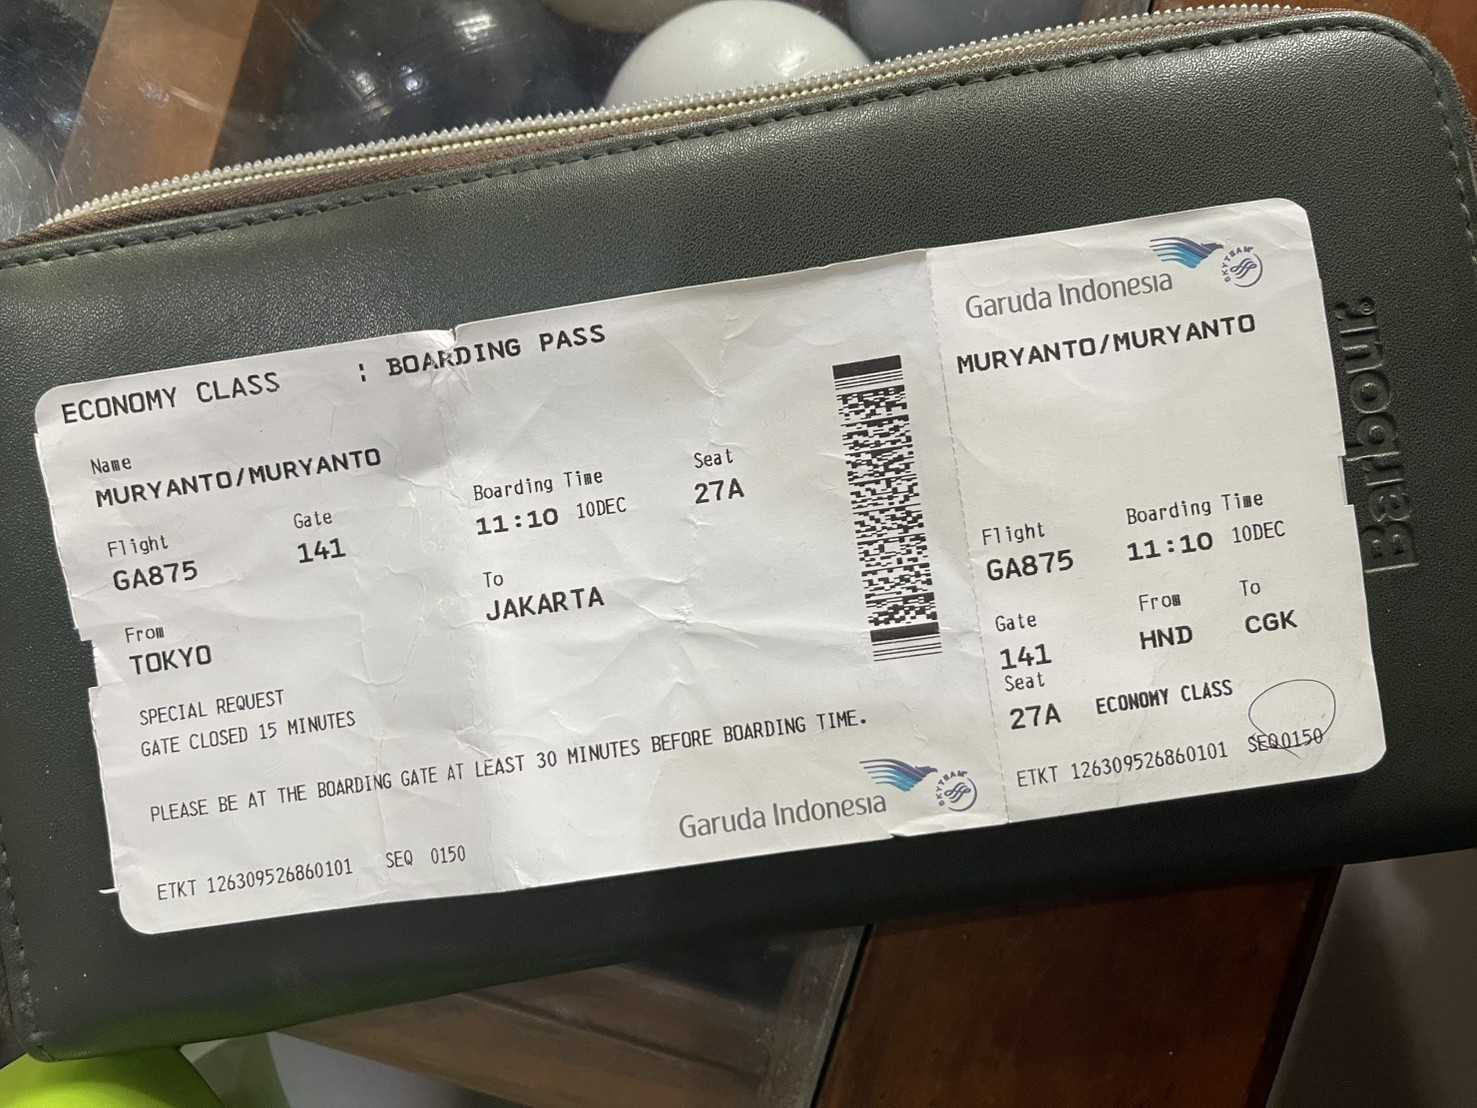 ECONOMY CLASS : BOARDING PASS
Name
MURYANTO/MURYANTO
Flight Gate
GA875 141
Boarding Time Seat
11:10 10DEC 27A
From To
TOKYO JAKARTA
SPECIAL REQUEST
GATE CLOSED 15 MINUTES
PLEASE BE AT THE BOARDING GATE AT LEAST 30 MINUTES BEFORE BOARDING TIME.
Garuda Indonesia SKYTEAM
ETKT 126309526860101 SEQ 0150
Garuda Indonesia SKYTEAM
MURYANTO/MURYANTO
Flight Boarding Time
GA875 11:10 10DEC
Gate From To
141 HND CGK
Seat
27A ECONOMY CLASS
ETKT 126309526860101 SEQ0150
Barqoni